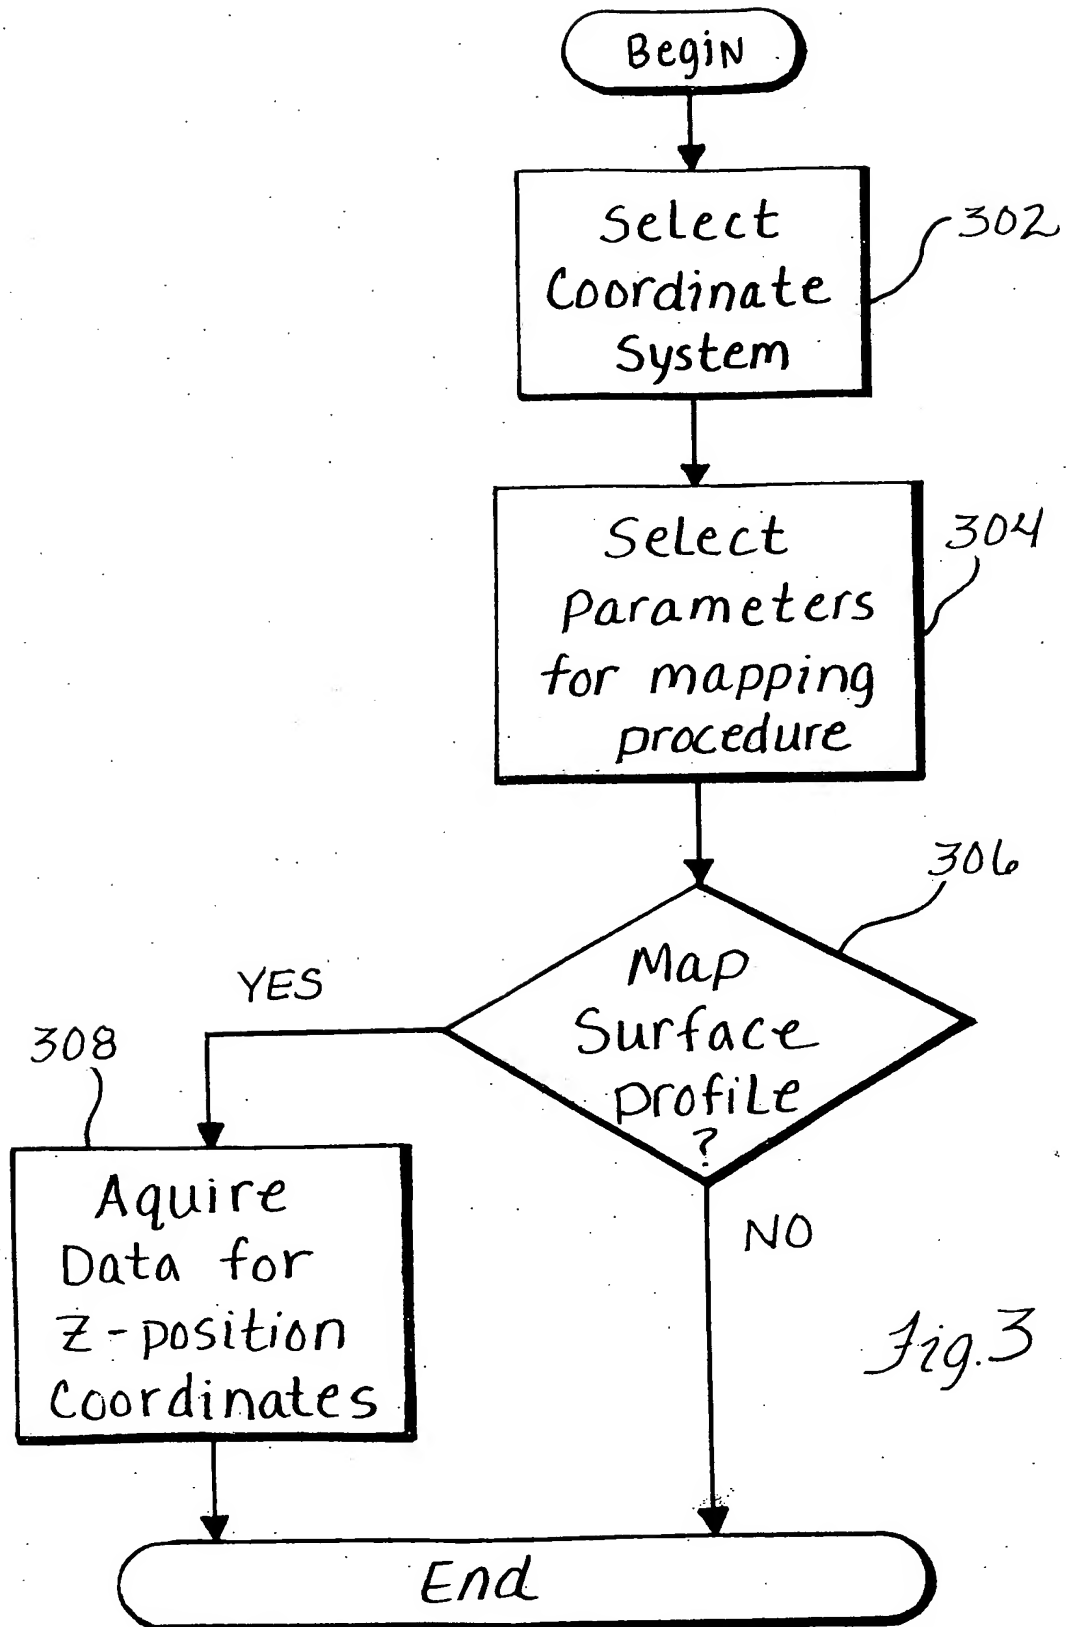 Begin
Select
Coordinate
System
302
Select
Parameters
for mapping
procedure
304
306
Map
Surface
profile
?
YES
308
Aquire
Data for
Z-position
Coordinates
NO
Fig. 3
End